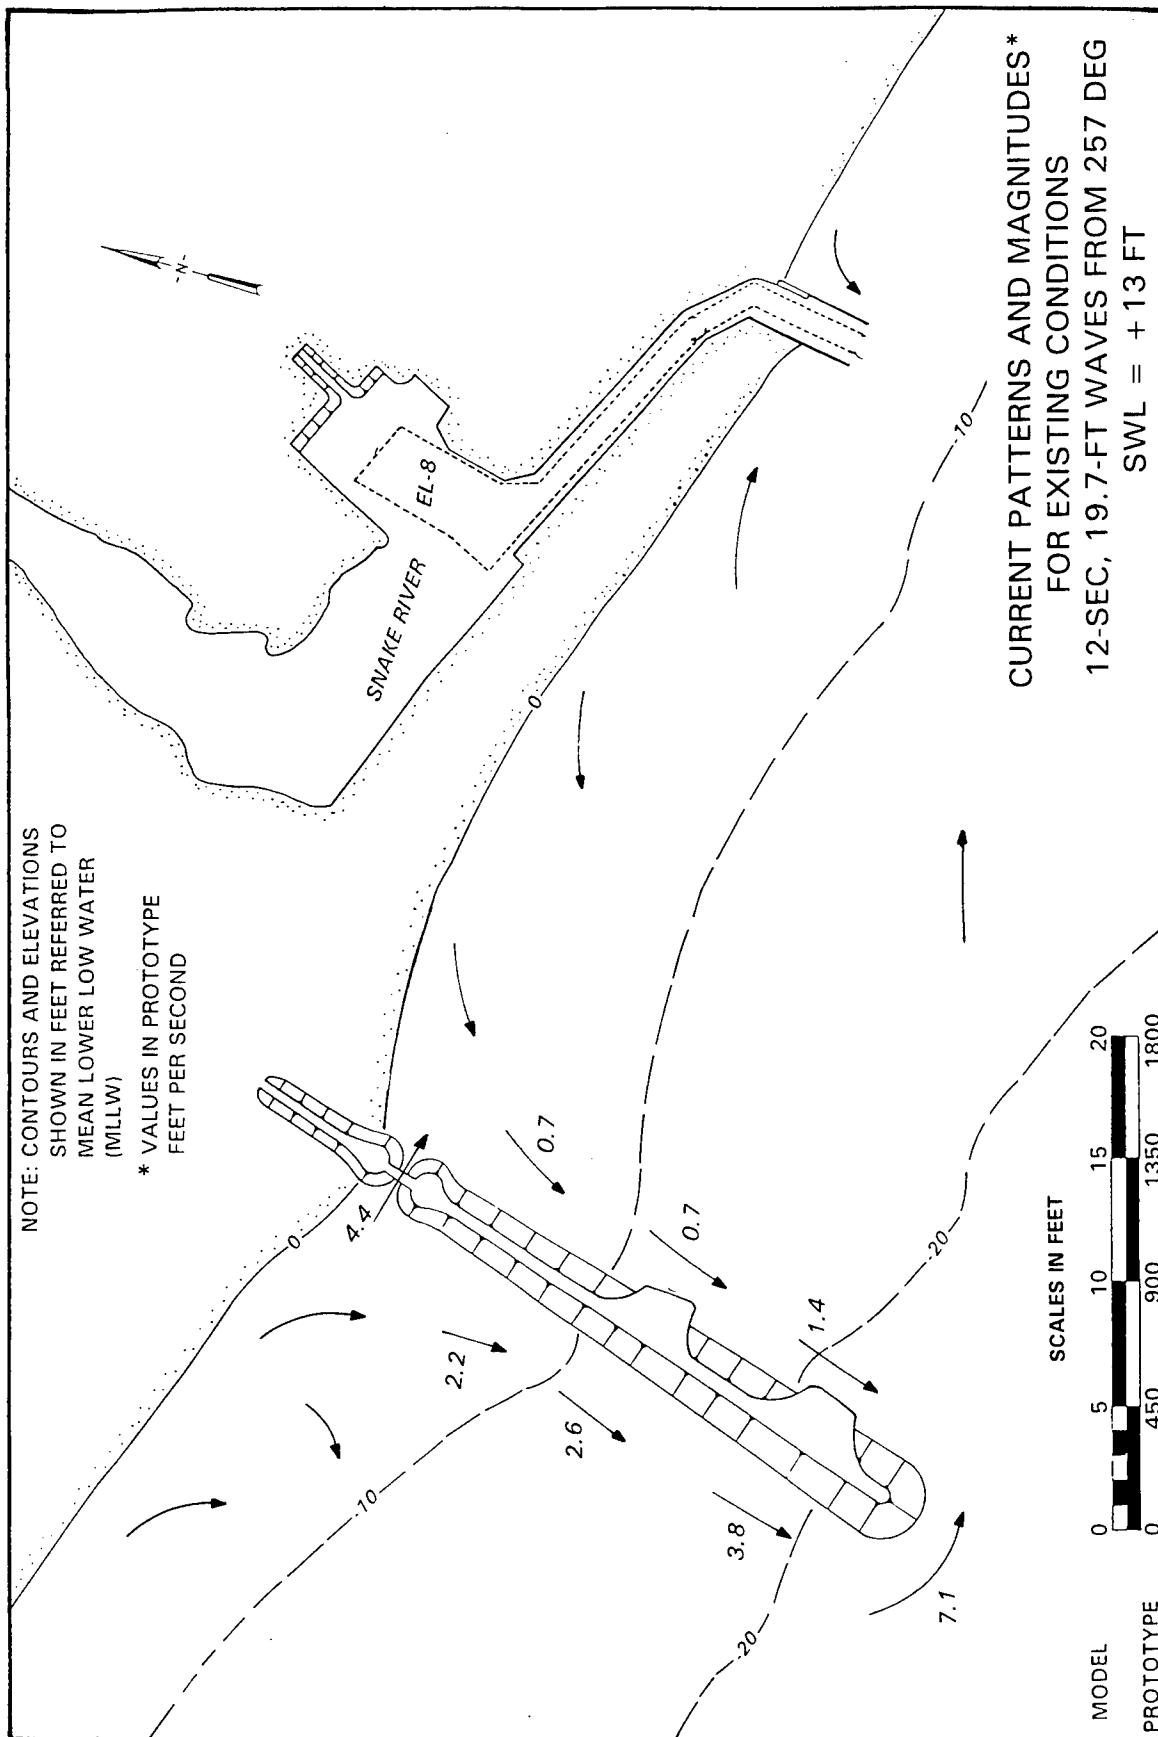 NOTE: CONTOURS AND ELEVATIONS
SHOWN IN FEET REFERRED TO
MEAN LOWER LOW WATER
(MLLW)
* VALUES IN PROTOTYPE
FEET PER SECOND
-N-
SNAKE RIVER
EL-8
0
0
4.4
0.7
0.7
1.4
2.2
2.6
3.8
7.1
-10
-10
-20
-20
SCALES IN FEET
MODEL
0 5 10 15 20
PROTOTYPE
0 450 900 1350 1800
CURRENT PATTERNS AND MAGNITUDES*
FOR EXISTING CONDITIONS
12-SEC, 19.7-FT WAVES FROM 257 DEG
SWL = +13 FT